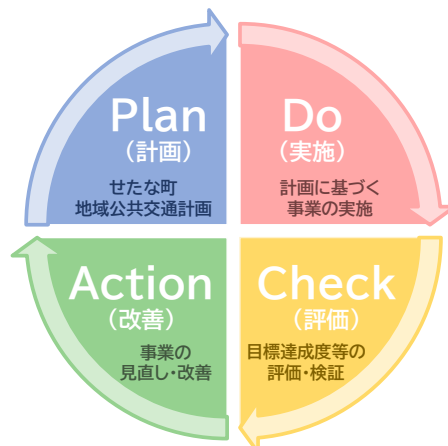 Plan
(計画)
せたな町
地域公共交通計画
Do
(実施)
計画に基づく
事業の実施
Action
(改善)
事業の
見直し・改善
Check
(評価)
目標達成度等の
評価・検証